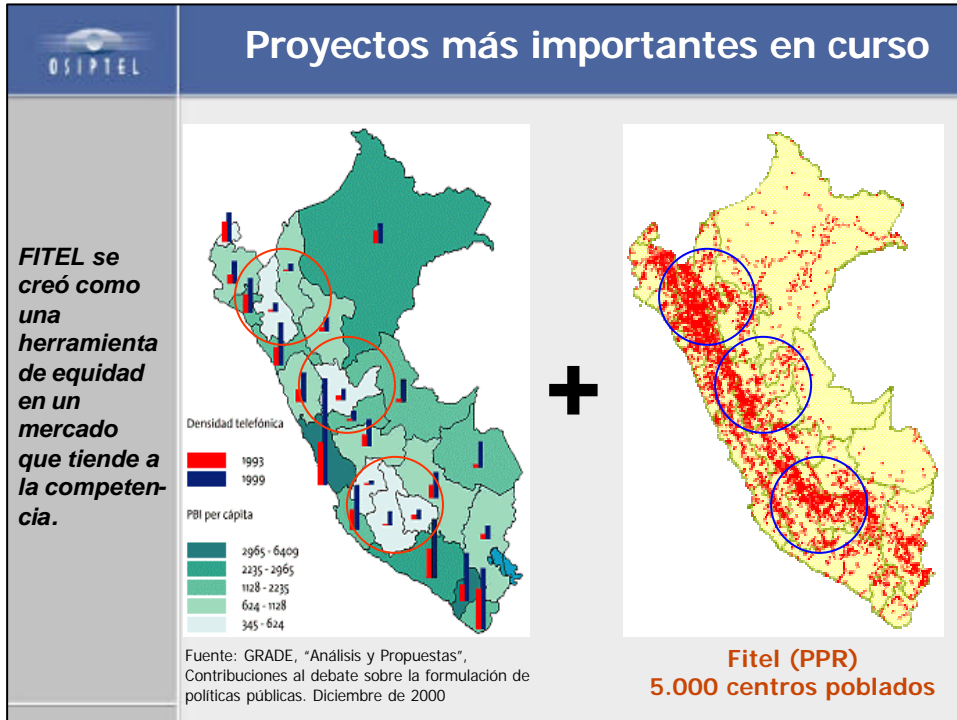 OSIPTEL
Proyectos más importantes en curso
FITEL se
creó como
una
herramienta
de equidad
en un
mercado
que tiende a
la competen-
cia.
Densidad telefónica
1993
1999
PBI per cápita
2965 - 6409
2235 - 2965
1128 - 2235
624 - 1128
345 - 624
Fuente: GRADE, "Análisis y Propuestas",
Contribuciones al debate sobre la formulación de
políticas públicas. Diciembre de 2000
+
Fitel (PPR)
5.000 centros poblados